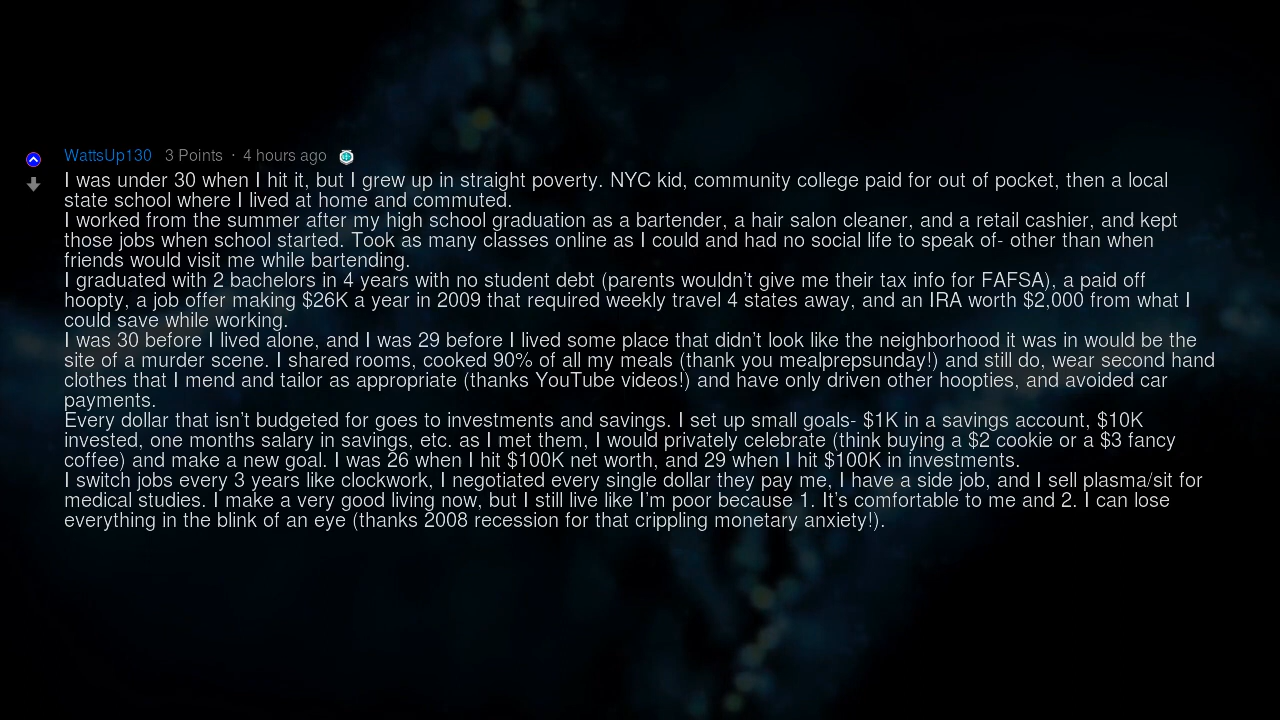 WattsUp130 3 Points · 4 hours ago
I was under 30 when I hit it, but I grew up in straight poverty. NYC kid, community college paid for out of pocket, then a local
state school where I lived at home and commuted.
I worked from the summer after my high school graduation as a bartender, a hair salon cleaner, and a retail cashier, and kept
those jobs when school started. Took as many classes online as I could and had no social life to speak of- other than when
friends would visit me while bartending.
I graduated with 2 bachelors in 4 years with no student debt (parents wouldn't give me their tax info for FAFSA), a paid off
hoopty, a job offer making $26K a year in 2009 that required weekly travel 4 states away, and an IRA worth $2,000 from what I
could save while working.
I was 30 before I lived alone, and I was 29 before I lived some place that didn't look like the neighborhood it was in would be the
site of a murder scene. I shared rooms, cooked 90% of all my meals (thank you mealprepsunday!) and still do, wear second hand
clothes that I mend and tailor as appropriate (thanks YouTube videos!) and have only driven other hoopties, and avoided car
payments.
Every dollar that isn't budgeted for goes to investments and savings. I set up small goals- $1K in a savings account, $10K
invested, one months salary in savings, etc. as I met them, I would privately celebrate (think buying a $2 cookie or a $3 fancy
coffee) and make a new goal. I was 26 when I hit $100K net worth, and 29 when I hit $100K in investments.
I switch jobs every 3 years like clockwork, I negotiated every single dollar they pay me, I have a side job, and I sell plasma/sit for
medical studies. I make a very good living now, but I still live like I'm poor because 1. It's comfortable to me and 2. I can lose
everything in the blink of an eye (thanks 2008 recession for that crippling monetary anxiety!).